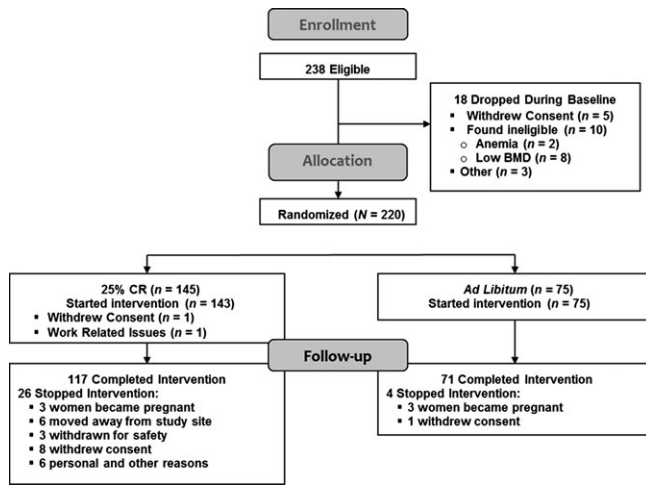 Enrollment
238 Eligible
18 Dropped During Baseline
▪ Withdrew Consent (n = 5)
▪ Found ineligible (n = 10)
o Anemia (n = 2)
o Low BMD (n = 8)
▪ Other (n = 3)
Allocation
Randomized (N = 220)
25% CR (n = 145)
Started intervention (n = 143)
▪ Withdrew Consent (n = 1)
▪ Work Related Issues (n = 1)
Ad Libitum (n = 75)
Started intervention (n = 75)
Follow-up
117 Completed Intervention
26 Stopped Intervention:
▪ 3 women became pregnant
▪ 6 moved away from study site
▪ 3 withdrawn for safety
▪ 8 withdrew consent
▪ 6 personal and other reasons
71 Completed Intervention
4 Stopped Intervention:
▪ 3 women became pregnant
▪ 1 withdrew consent